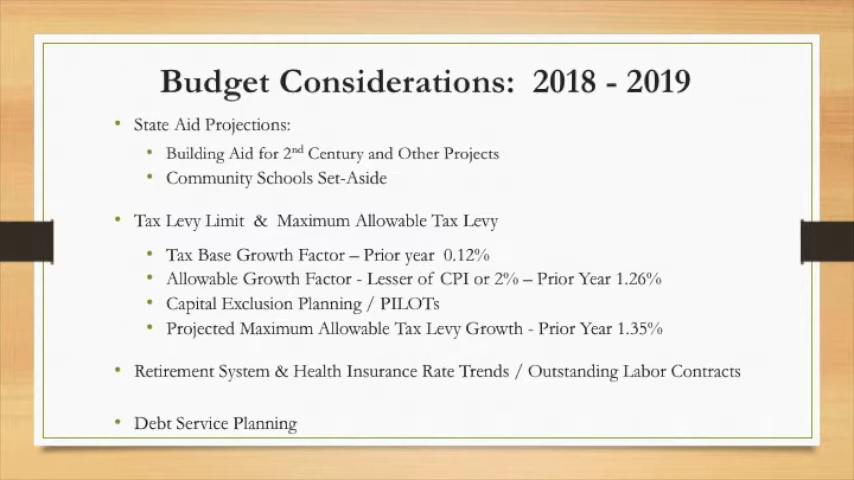 Budget Considerations: 2018 - 2019
• State Aid Projections:
• Building Aid for 2nd Century and Other Projects
• Community Schools Set-Aside
• Tax Levy Limit & Maximum Allowable Tax Levy
• Tax Base Growth Factor – Prior year 0.12%
• Allowable Growth Factor - Lesser of CPI or 2% – Prior Year 1.26%
• Capital Exclusion Planning / PILOTs
• Projected Maximum Allowable Tax Levy Growth - Prior Year 1.35%
• Retirement System & Health Insurance Rate Trends / Outstanding Labor Contracts
• Debt Service Planning